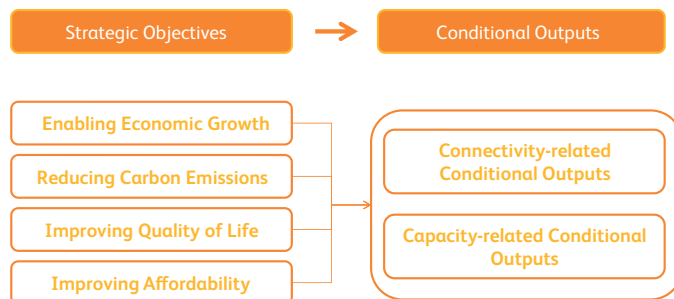 Strategic Objectives
Conditional Outputs
Enabling Economic Growth
Reducing Carbon Emissions
Improving Quality of Life
Improving Affordability
Connectivity-related
Conditional Outputs
Capacity-related Conditional
Outputs